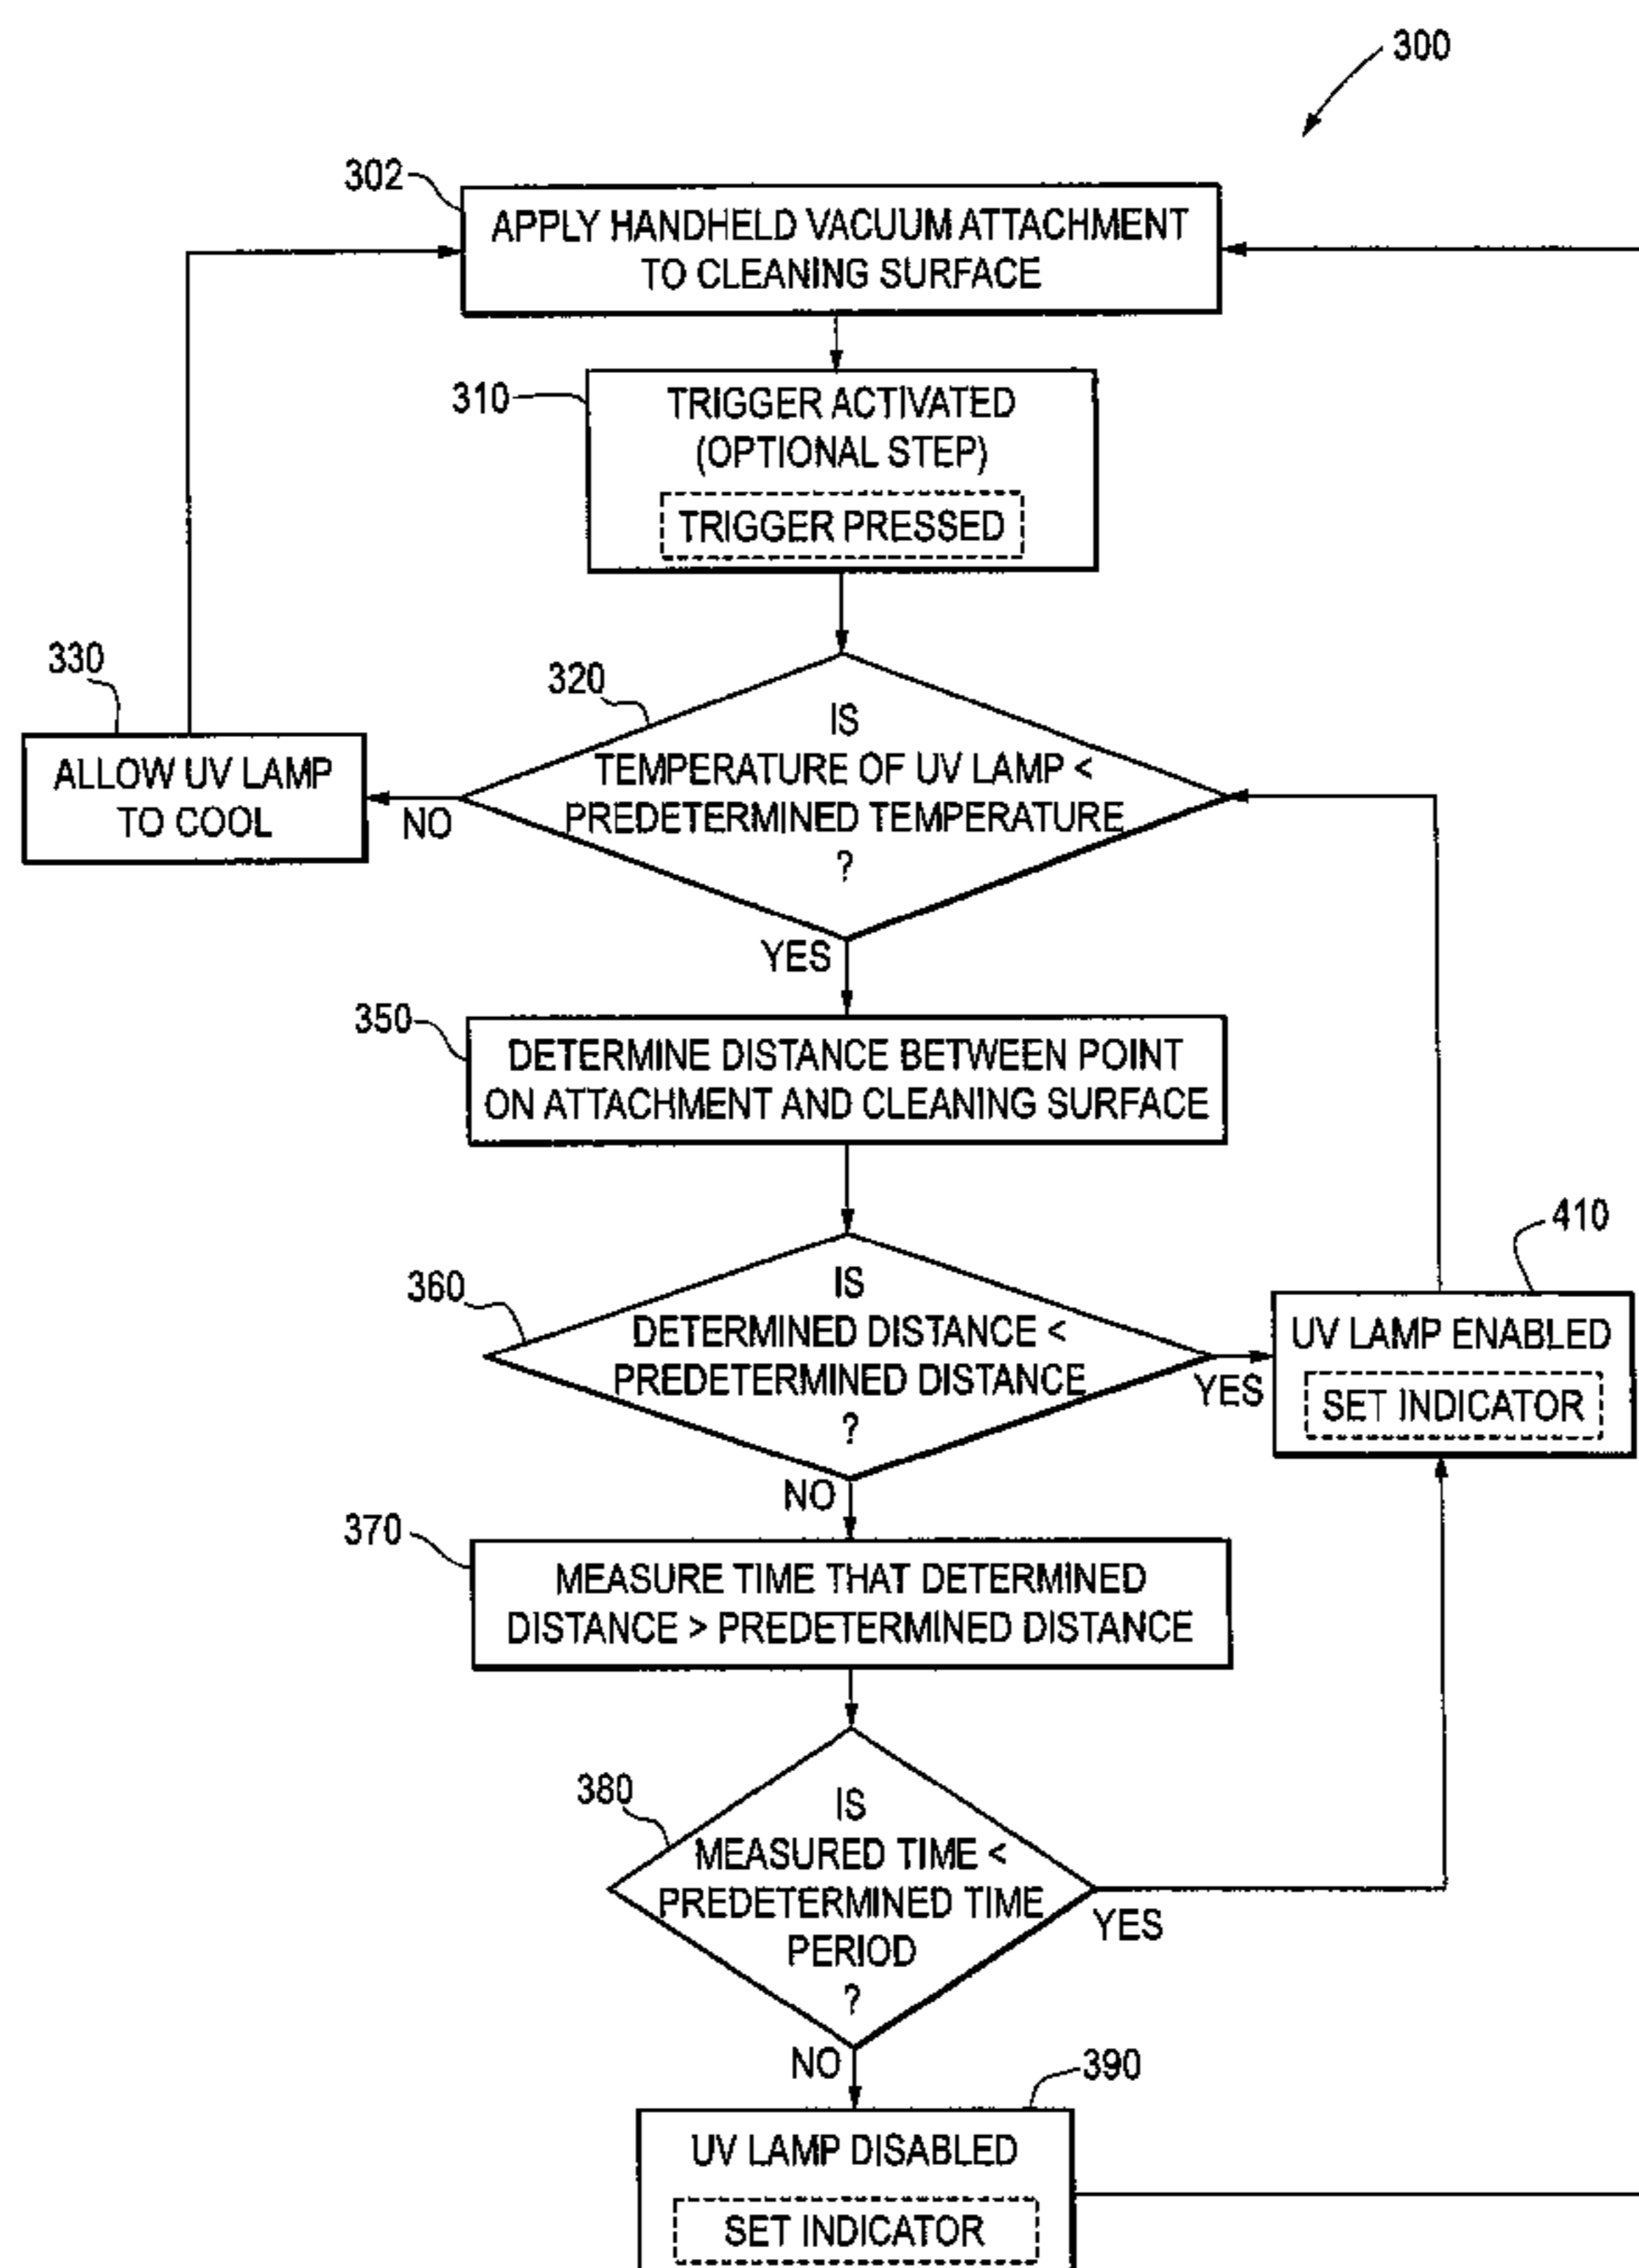 300
302
APPLY HANDHELD VACUUM ATTACHMENT
TO CLEANING SURFACE
310
TRIGGER ACTIVATED
(OPTIONAL STEP)
TRIGGER PRESSED
330
ALLOW UV LAMP
TO COOL
NO
320
IS
TEMPERATURE OF UV LAMP <
PREDETERMINED TEMPERATURE
?
YES
350
DETERMINE DISTANCE BETWEEN POINT
ON ATTACHMENT AND CLEANING SURFACE
360
IS
DETERMINED DISTANCE <
PREDETERMINED DISTANCE
?
YES
410
UV LAMP ENABLED
SET INDICATOR
NO
370
MEASURE TIME THAT DETERMINED
DISTANCE > PREDETERMINED DISTANCE
380
IS
MEASURED TIME <
PREDETERMINED TIME
PERIOD
?
YES
NO
390
UV LAMP DISABLED
SET INDICATOR